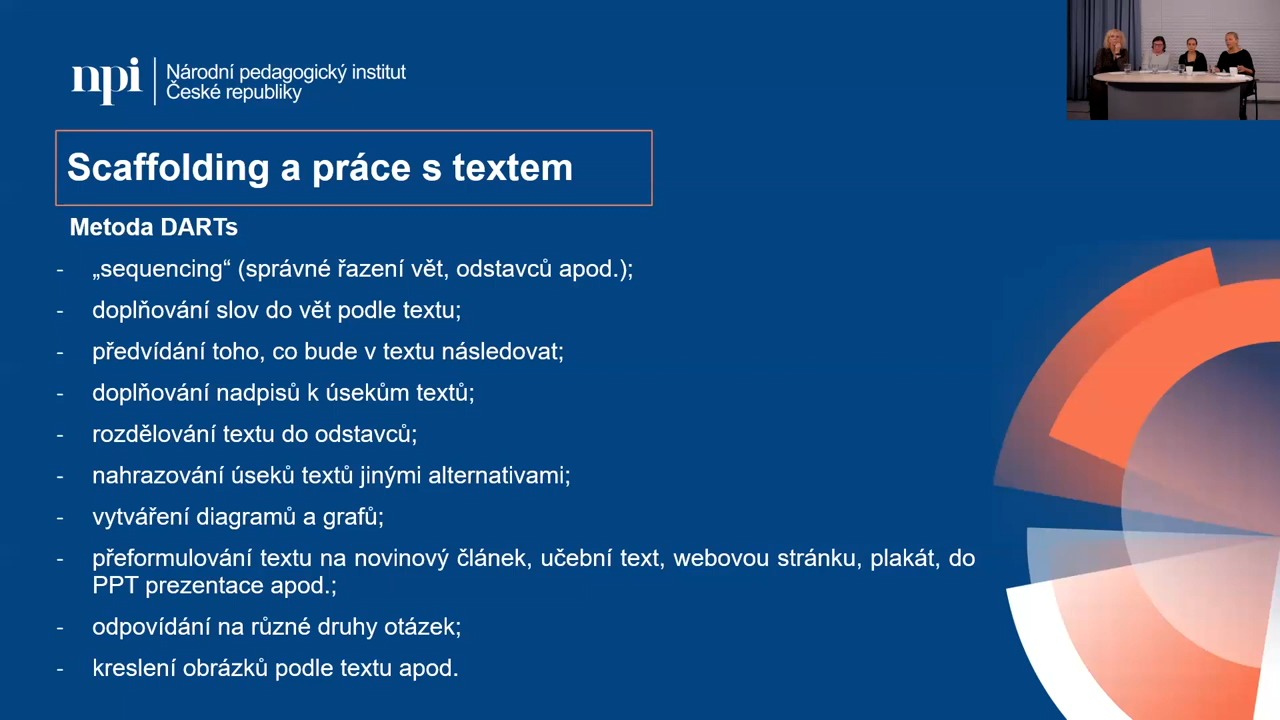 npi
Národní pedagogický institut
České republiky
Scaffolding a práce s textem
Metoda DARTs
- „sequencing“ (správné řazení vět, odstavců apod.);
- doplňování slov do vět podle textu;
- předvídání toho, co bude v textu následovat;
- doplňování nadpisů k úsekům textů;
- rozdělování textu do odstavců;
- nahrazování úseků textů jinými alternativami;
- vytváření diagramů a grafů;
- přeformulování textu na novinový článek, učební text, webovou stránku, plakát, do
PPT prezentace apod.;
- odpovídání na různé druhy otázek;
- kreslení obrázků podle textu apod.